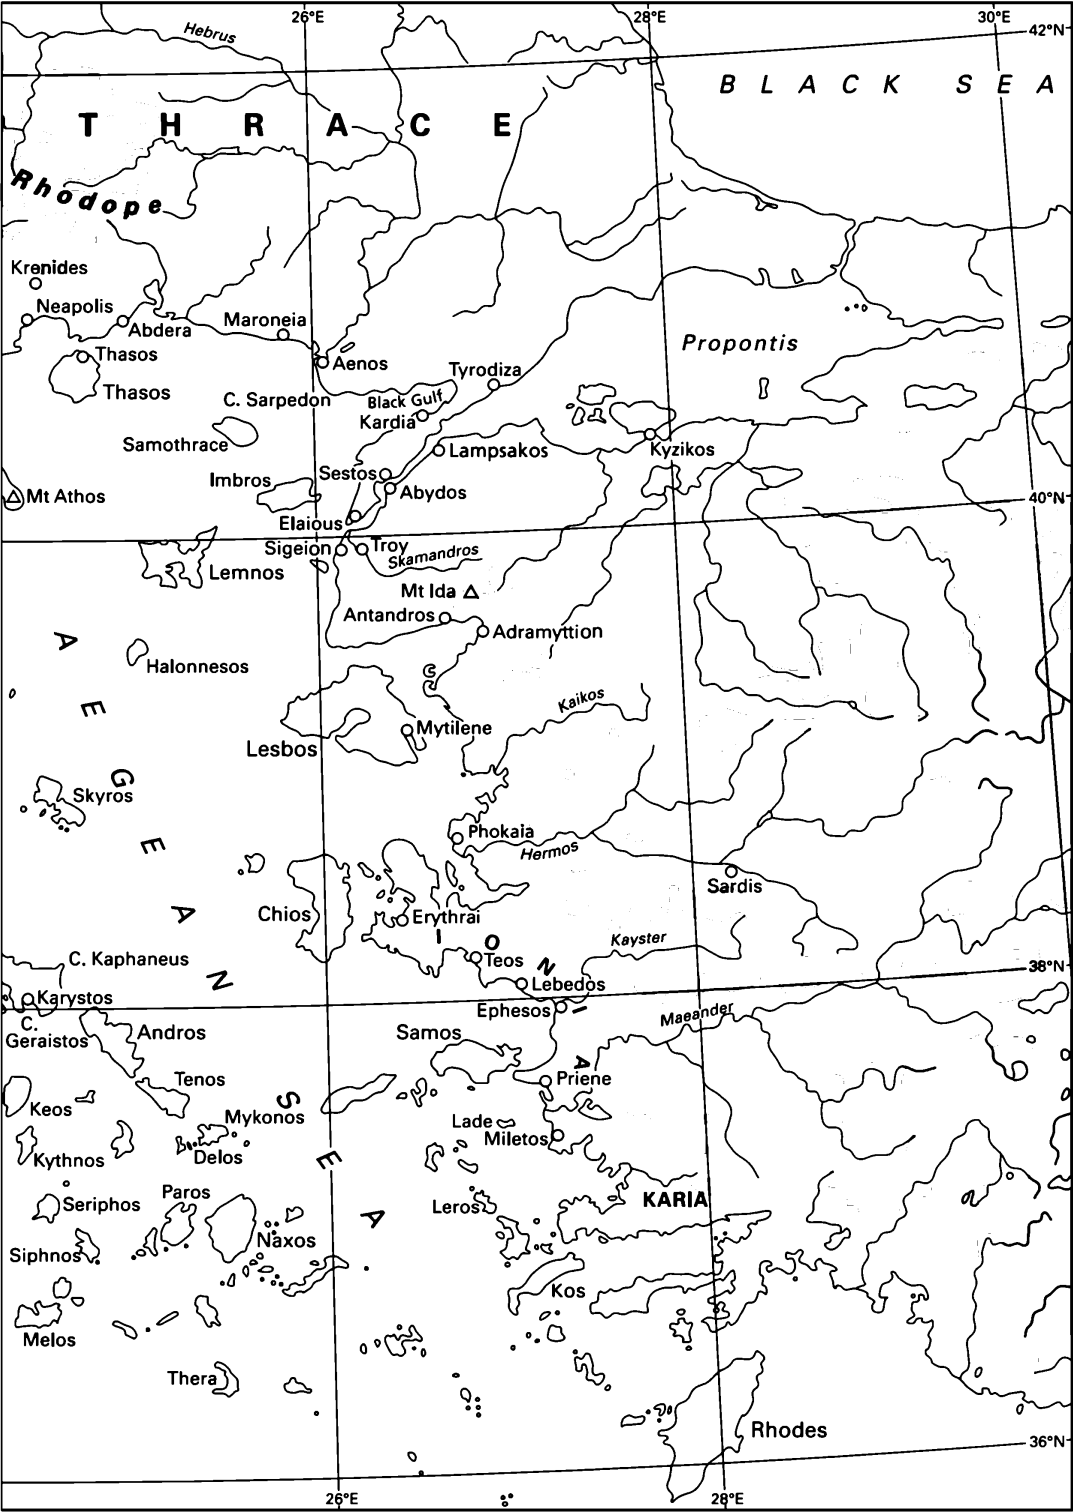 26°E
28°E
30°E
42°N
Hebrus
BLACK SEA
THRACE
Rhodope
Krenides
Neapolis
Abdera
Maroneia
Aenos
Thasos
Thasos
Tyrodiza
Propontis
C. Sarpedon
Black Gulf
Kardia
Samothrace
Lampsakos
Kyzikos
Sestos
Imbros
Abydos
Mt Athos
40°N
Elaious
Sigeion
Troy
Skamandros
Lemnos
Mt Ida
Antandros
Adramyttion
AEGEAN SEA
Halonnesos
Kaikos
Mytilene
Lesbos
Skyros
Phokaia
Hermos
Sardis
Chios
Erythrai
IONIA
Kayster
C. Kaphaneus
Teos
38°N
Lebedos
Karystos
Ephesos
Maeander
C.
Geraistos
Andros
Samos
Tenos
Priene
Keos
Mykonos
Lade
Miletos
Kythnos
Delos
Paros
KARIA
Seriphos
Leros
Naxos
Siphnos
Kos
Melos
Thera
Rhodes
36°N
26°E
28°E